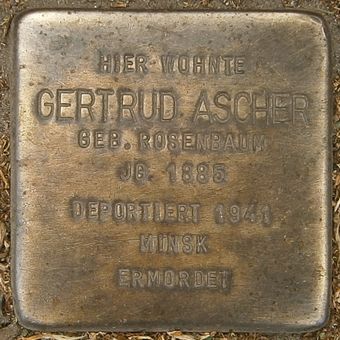 HIER WOHNTE
GERTRUD ASCHER
GEB. ROSENBAUM
JG. 1885
DEPORTIERT 1941
MINSK
ERMORDET